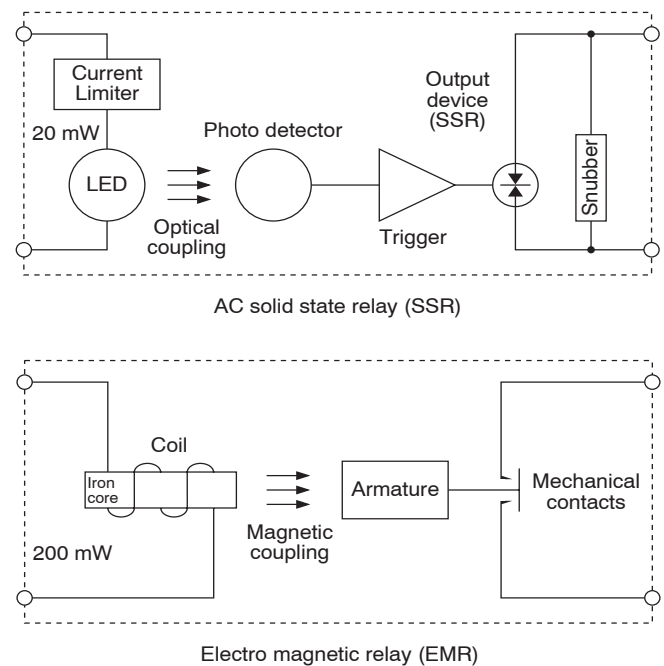 Current
Limiter
20 mW
LED
Optical
coupling
Photo detector
Trigger
Output
device
(SSR)
Snubber
AC solid state relay (SSR)
Coil
Iron
core
200 mW
Magnetic
coupling
Armature
Mechanical
contacts
Electro magnetic relay (EMR)